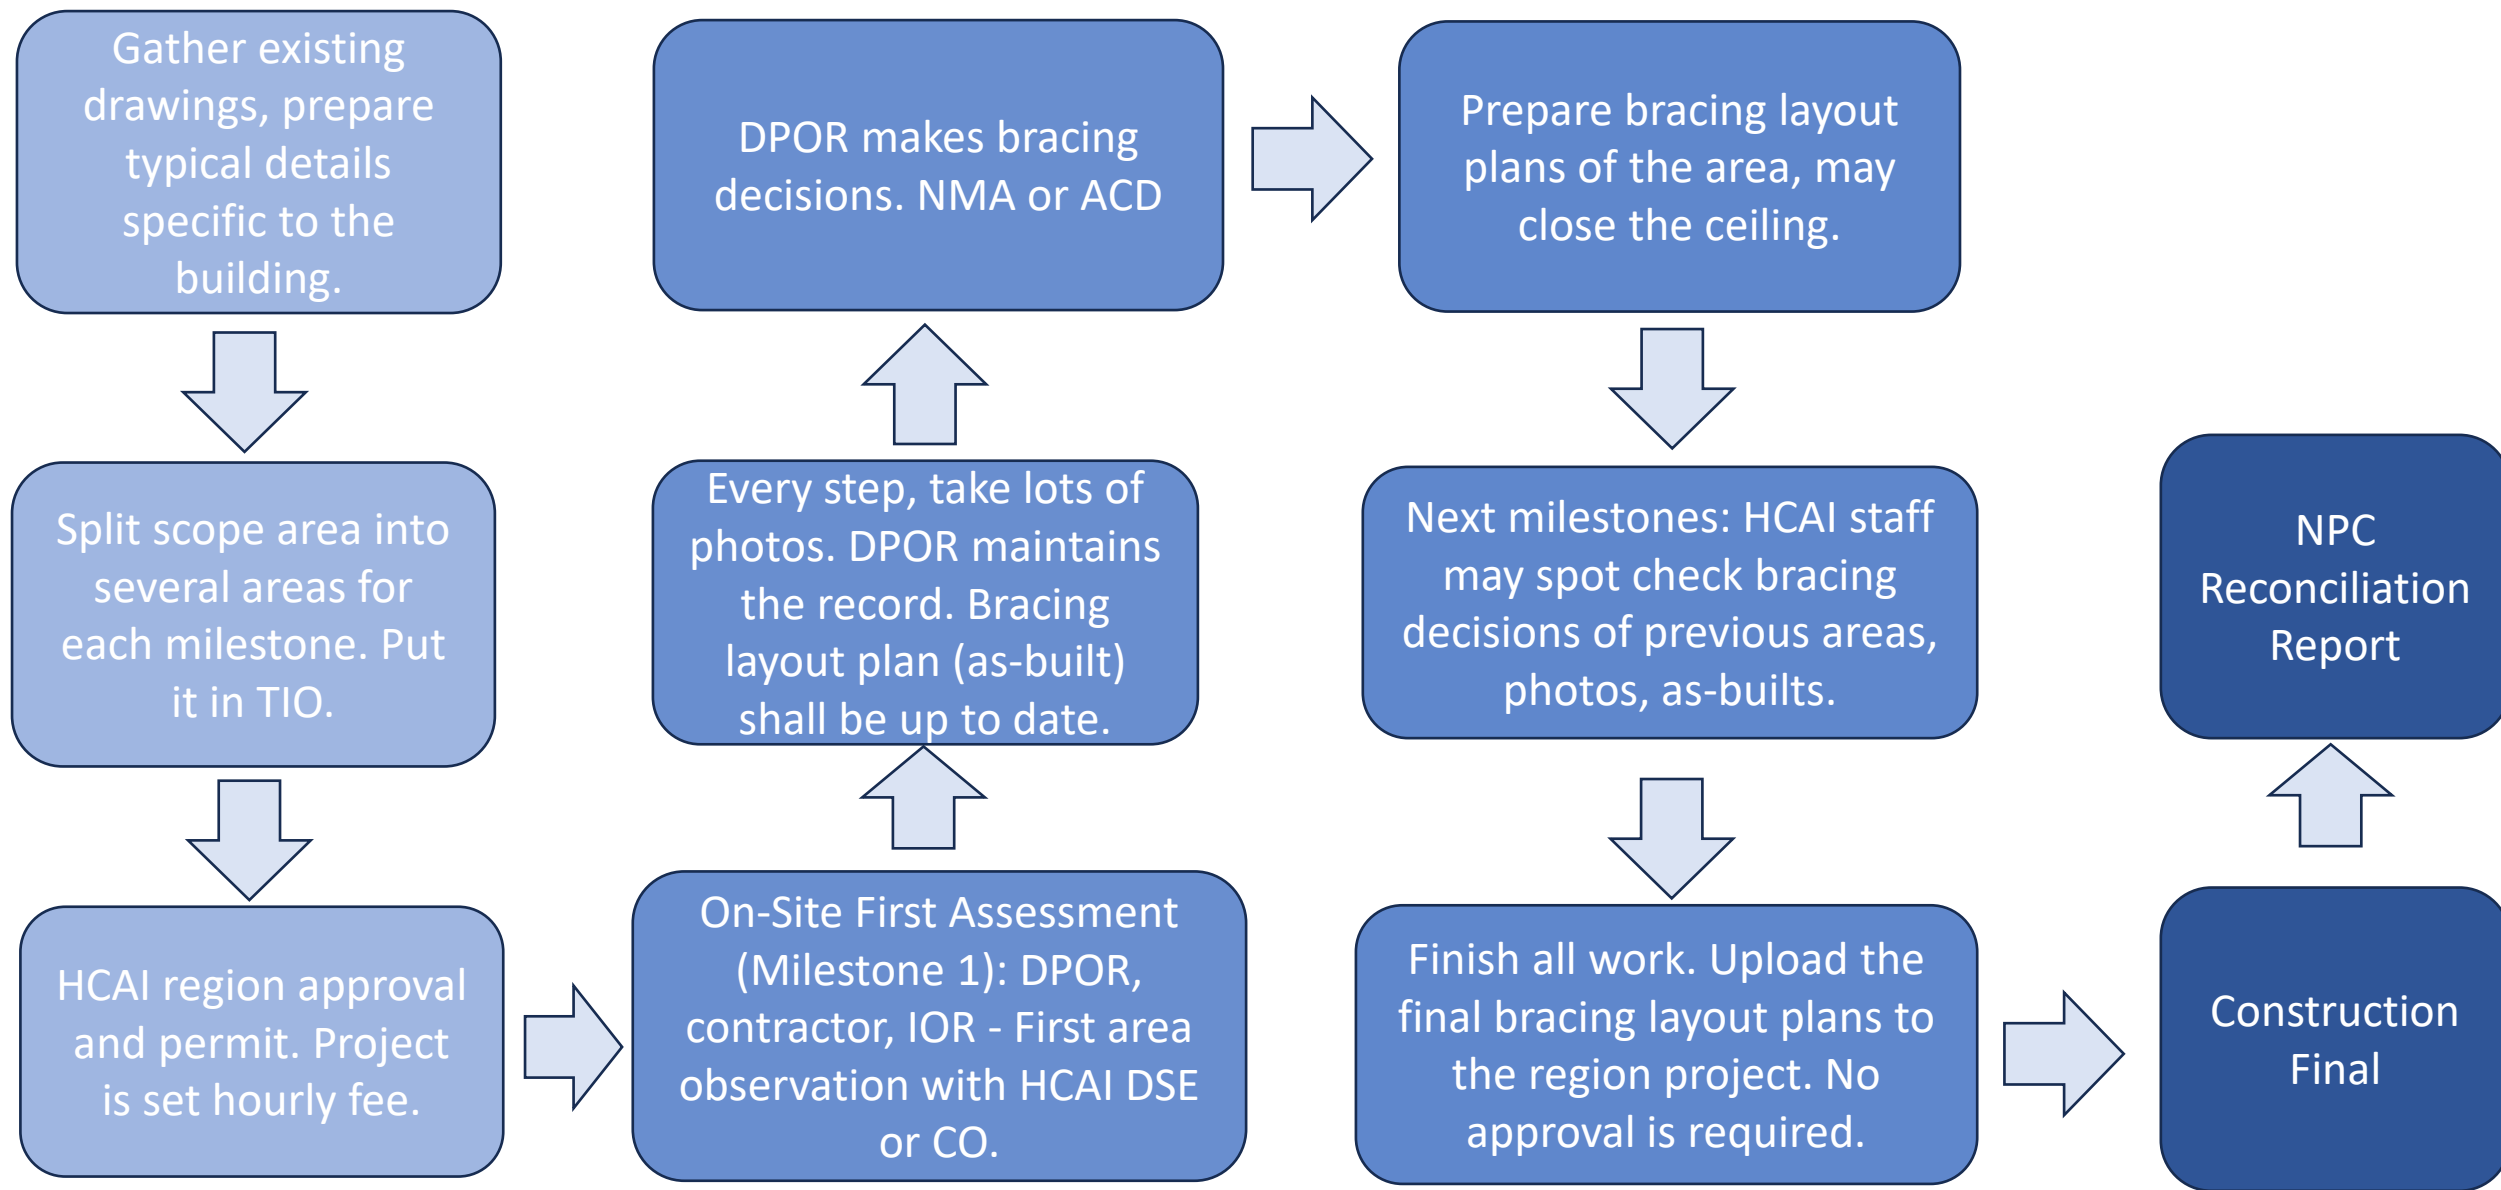 Gather existing
drawings, prepare
typical details
specific to the
building.
Split scope area into
several areas for
each milestone. Put
it in TIO.
HCAI region approval
and permit. Project
is set hourly fee.
On-Site First Assessment
(Milestone 1): DPOR,
contractor, IOR - First area
observation with HCAI DSE
or CO.
Every step, take lots of
photos. DPOR maintains
the record. Bracing
layout plan (as-built)
shall be up to date.
DPOR makes bracing
decisions. NMA or ACD
Prepare bracing layout
plans of the area, may
close the ceiling.
Next milestones: HCAI staff
may spot check bracing
decisions of previous areas,
photos, as-builts.
Finish all work. Upload the
final bracing layout plans to
the region project. No
approval is required.
Construction
Final
NPC
Reconciliation
Report